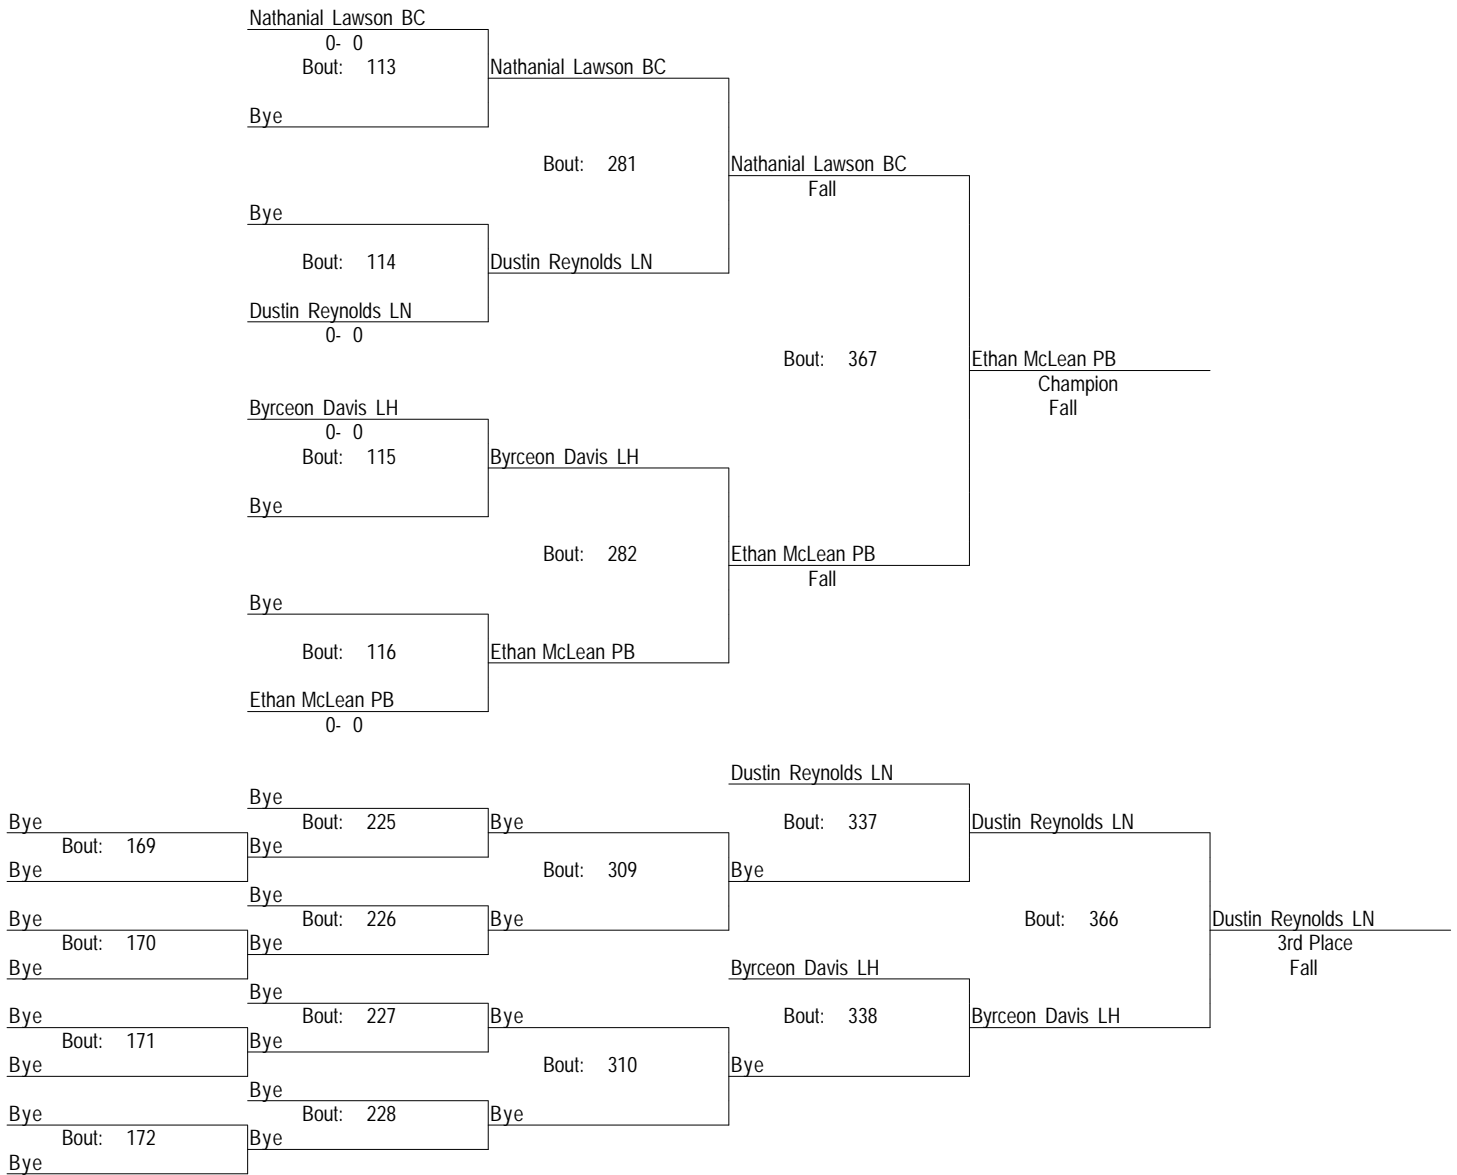 Nathanial Lawson BC
0- 0
Bout: 113
Nathanial Lawson BC
Bye
Bout: 281
Nathanial Lawson BC
Fall
Bye
Bout: 114
Dustin Reynolds LN
Dustin Reynolds LN
0- 0
Bout: 367
Ethan McLean PB
Champion
Fall
Byrceon Davis LH
0- 0
Bout: 115
Byrceon Davis LH
Bye
Bout: 282
Ethan McLean PB
Fall
Bye
Bout: 116
Ethan McLean PB
Ethan McLean PB
0- 0
Dustin Reynolds LN
Bye
Bye
Bout: 225
Bye
Bout: 337
Dustin Reynolds LN
Bout: 169
Bye
Bye
Bout: 309
Bye
Bye
Bye
Bout: 226
Bye
Bout: 366
Dustin Reynolds LN
Bout: 170
Bye
3rd Place
Bye
Byrceon Davis LH
Fall
Bye
Bye
Bout: 227
Bye
Bout: 338
Byrceon Davis LH
Bout: 171
Bye
Bye
Bout: 310
Bye
Bye
Bye
Bout: 228
Bye
Bout: 172
Bye
Bye